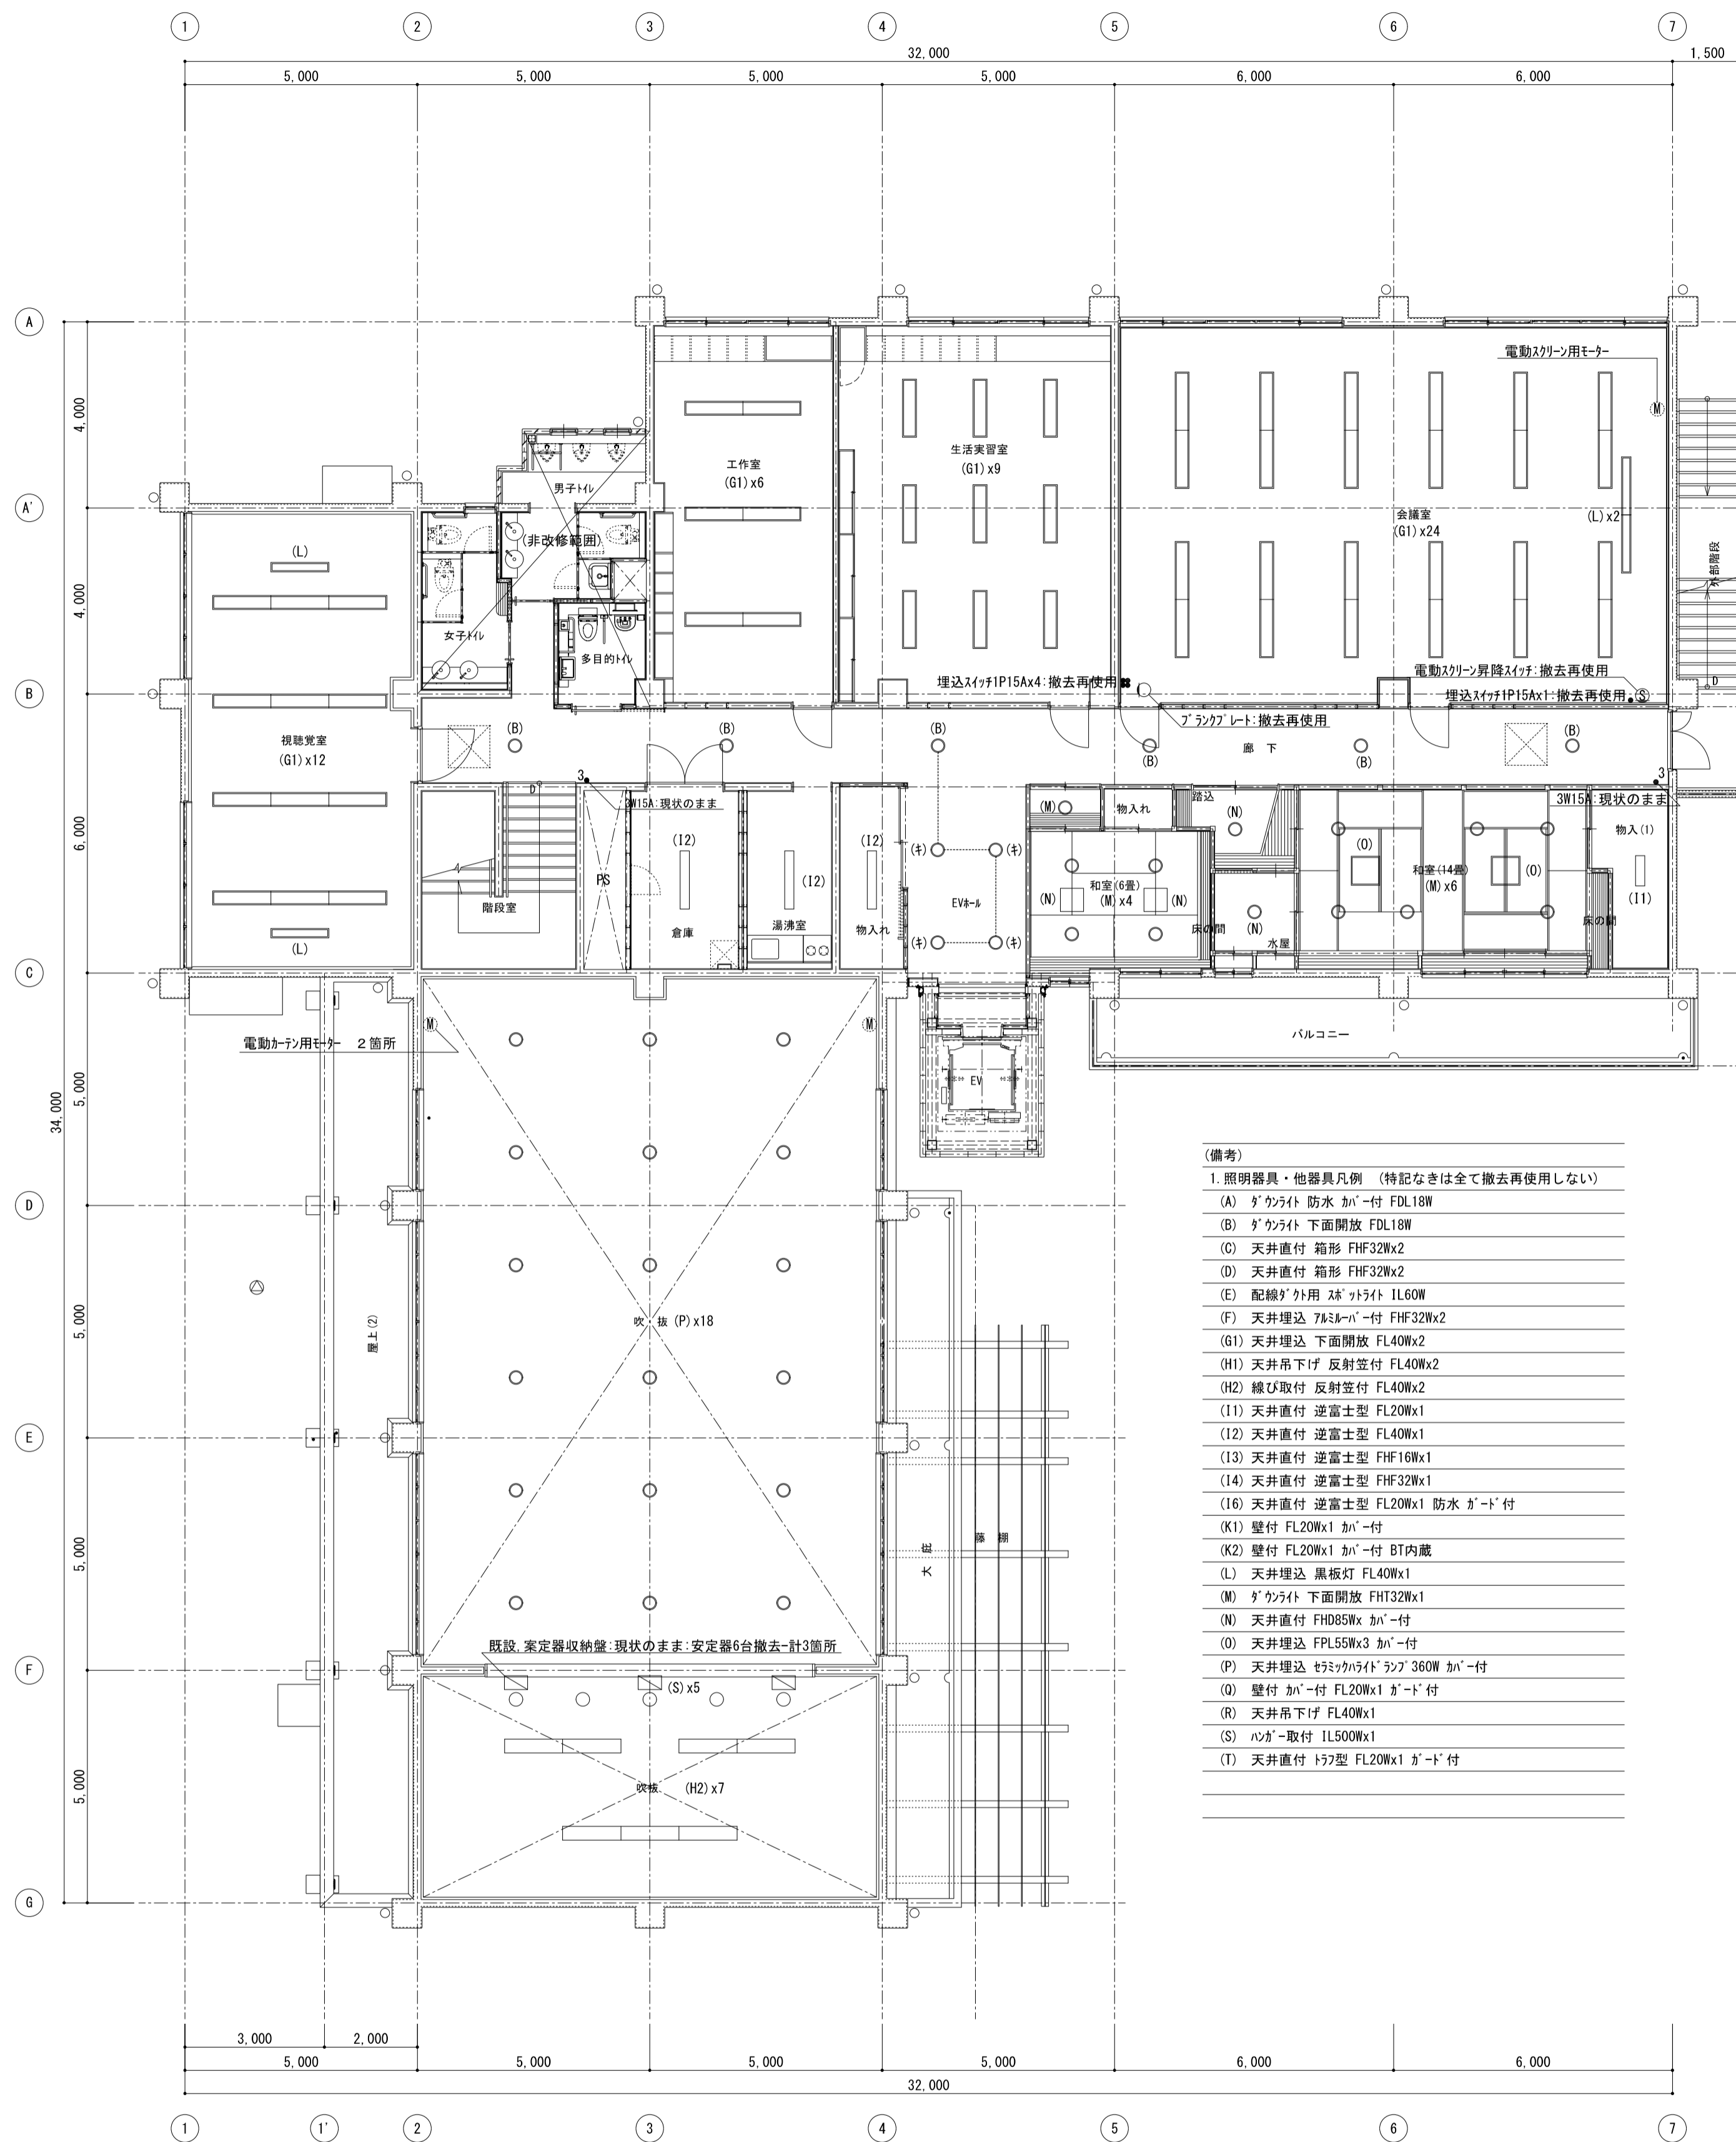 1 2 3 4 5 6 7
32,000 1,500
5,000 5,000 5,000 5,000 6,000 6,000
A
電動スクリーン用モーター
M
4,000
生活実習室
(G1)x9
工作室
(G1)x6
男子トイレ
A'
会議室
(G1)x24
(L)x2
(非改修範囲)
(L)
外部階段
4,000
女子トイレ
多目的トイレ
電動スクリーン昇降スイッチ:撤去再使用
埋込スイッチ1P15Ax4:撤去再使用
D
B
埋込スイッチ1P15Ax1:撤去再使用
S
ブランクプレート:撤去再使用
(B) (B) (B) (B) (B) (B)
視聴覚室
(G1)x12
廊 下
3
3
D
3W15A:現状のまま
3W15A:現状のまま
踏込
(M)
物入れ
(N)
物入(1)
6,000
(I2) (I2)
(キ) (キ)
(O)
PS
(I2)
和室(6畳)
(M)x4
和室(14畳)
(M)x6
(O)
(N) (N)
(I1)
階段室
EVホール
倉庫
湯沸室
物入れ
床の間
(N)
床の間
(キ) (キ)
水屋
(L)
C
M M
電動カーテン用モーター 2箇所
バルコニー
EV
5,000
34,000
(備考)
1.照明器具・他器具凡例 (特記なきは全て撤去再使用しない)
(A) ダウンライト 防水 カバー付 FDL18W
(B) ダウンライト 下面開放 FDL18W
(C) 天井直付 箱形 FHF32Wx2
(D) 天井直付 箱形 FHF32Wx2
(E) 配線ダクト用 スポットライト IL60W
(F) 天井埋込 アルミルーバー付 FHF32Wx2
(G1) 天井埋込 下面開放 FL40Wx2
(H1) 天井吊下げ 反射笠付 FL40Wx2
(H2) 線ぴ取付 反射笠付 FL40Wx2
(I1) 天井直付 逆富士型 FL20Wx1
(I2) 天井直付 逆富士型 FL40Wx1
(I3) 天井直付 逆富士型 FHF16Wx1
(I4) 天井直付 逆富士型 FHF32Wx1
(I6) 天井直付 逆富士型 FL20Wx1 防水 ガード付
(K1) 壁付 FL20Wx1 カバー付
(K2) 壁付 FL20Wx1 カバー付 BT内蔵
(L) 天井埋込 黒板灯 FL40Wx1
(M) ダウンライト 下面開放 FHT32Wx1
(N) 天井直付 FHD85Wx カバー付
(O) 天井埋込 FPL55Wx3 カバー付
(P) 天井埋込 セラミックハライドランプ360W カバー付
(Q) 壁付 カバー付 FL20Wx1 ガード付
(R) 天井吊下げ FL40Wx1
(S) ハンガー取付 IL500Wx1
(T) 天井直付 トラフ型 FL20Wx1 ガード付
D
5,000
屋上(2)
吹 抜 (P)x18
E
5,000
大 庇
藤 棚
既設,案定器収納盤:現状のまま:安定器6台撤去-計3箇所
F
(S)x5
5,000
吹抜 (H2)x7
G
3,000 2,000
5,000 5,000 5,000 5,000 6,000 6,000
32,000
1 1' 2 3 4 5 6 7